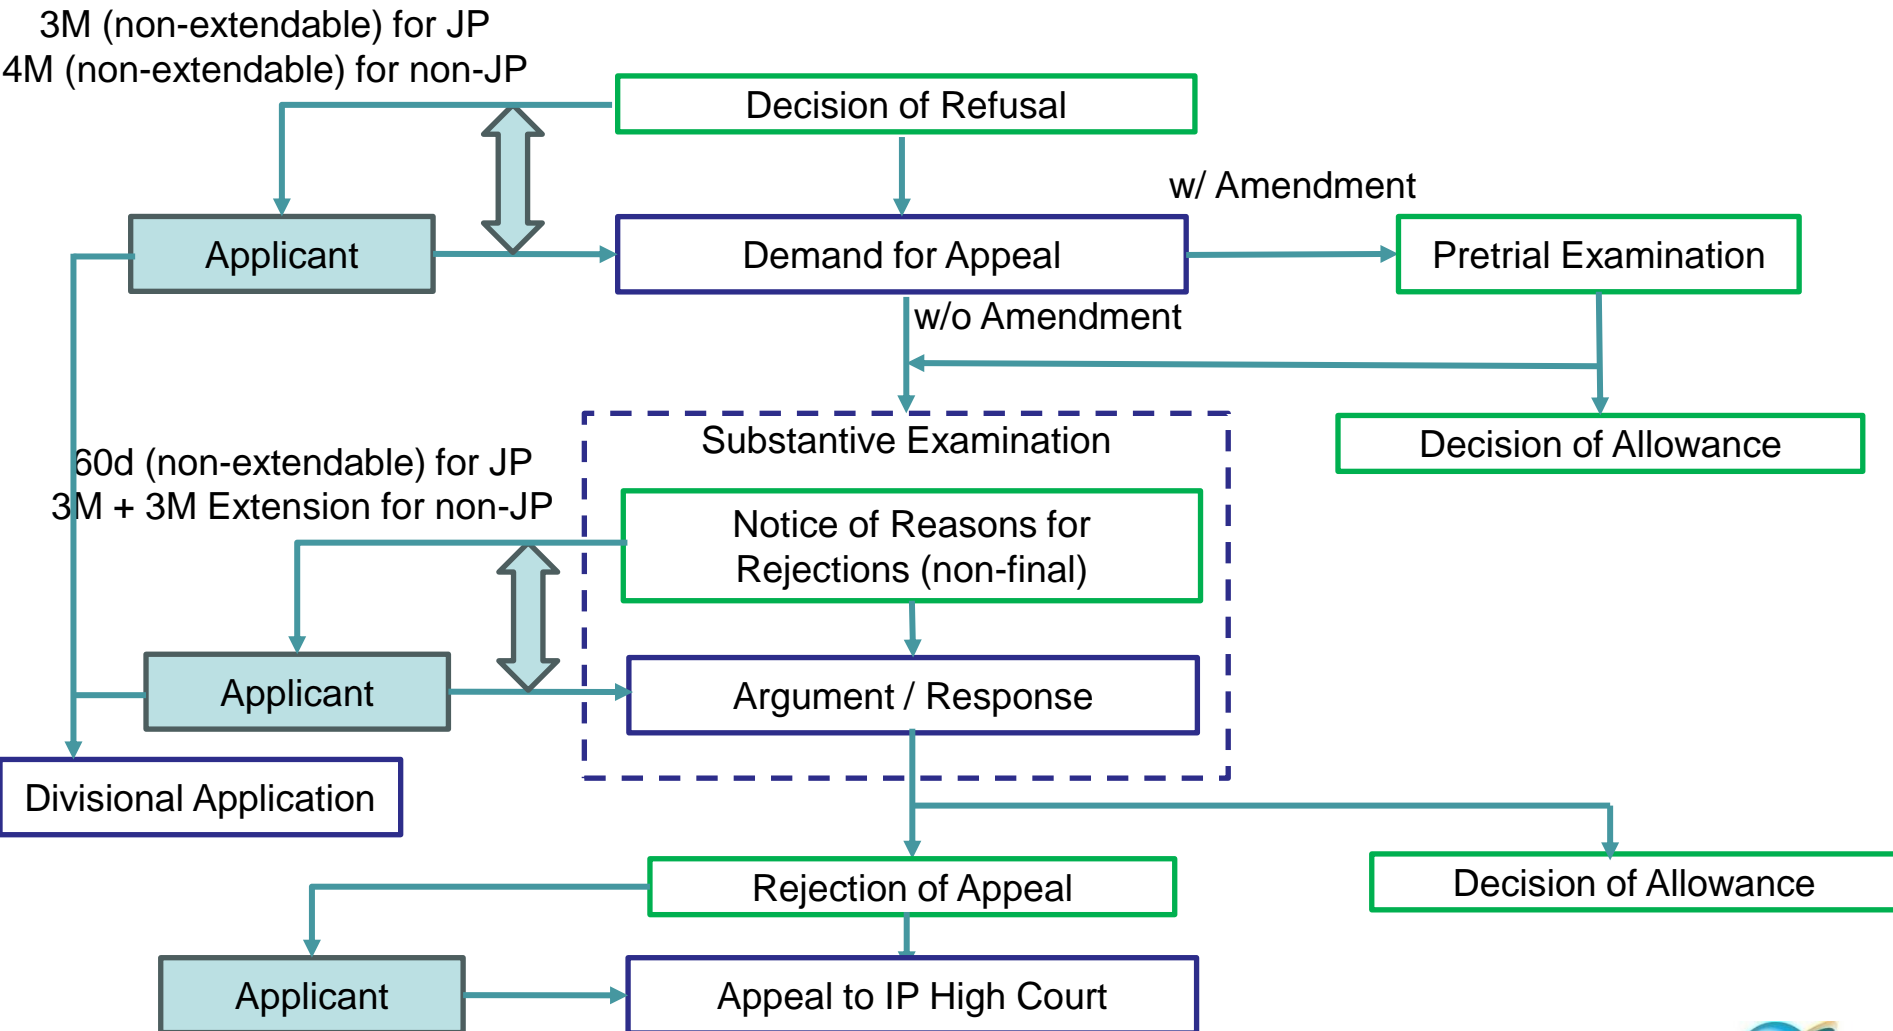 3M (non-extendable) for JP
4M (non-extendable) for non-JP
Decision of Refusal
w/ Amendment
Applicant
Demand for Appeal
Pretrial Examination
w/o Amendment
Substantive Examination
Decision of Allowance
60d (non-extendable) for JP
3M + 3M Extension for non-JP
Notice of Reasons for
Rejections (non-final)
Applicant
Argument / Response
Divisional Application
Rejection of Appeal
Decision of Allowance
Applicant
Appeal to IP High Court